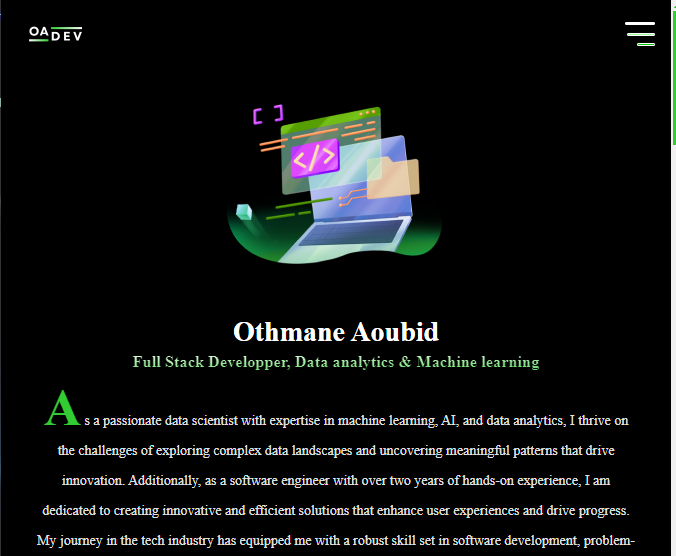 OA
DEV
</>
Othmane Aoubid
Full Stack Developper, Data analytics & Machine learning
As a passionate data scientist with expertise in machine learning, AI, and data analytics, I thrive on
the challenges of exploring complex data landscapes and uncovering meaningful patterns that drive
innovation. Additionally, as a software engineer with over two years of hands-on experience, I am
dedicated to creating innovative and efficient solutions that enhance user experiences and drive progress.
My journey in the tech industry has equipped me with a robust skill set in software development, problem-